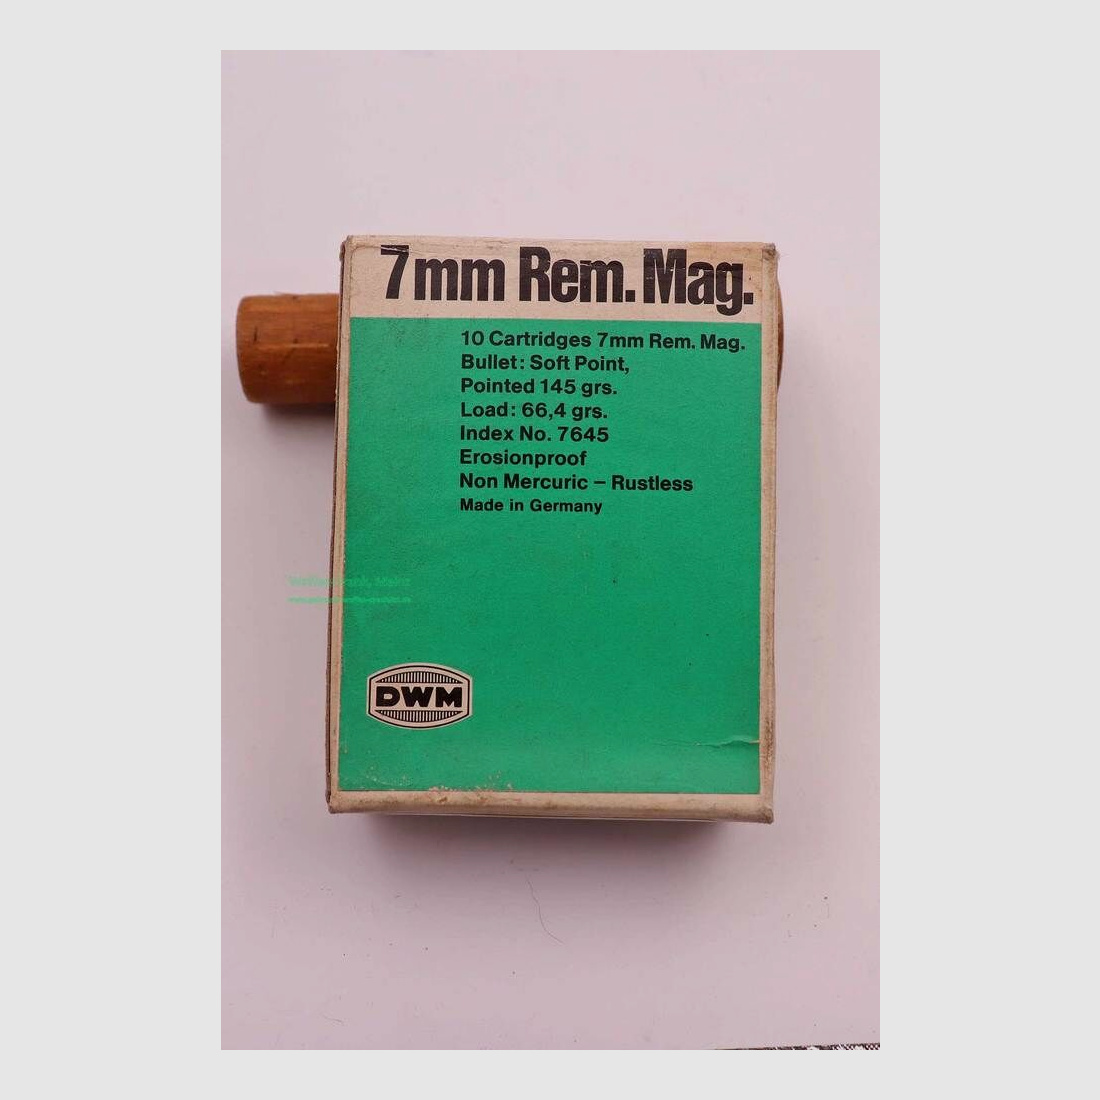 7mm Rem. Mag.
10 Cartridges 7mm Rem. Mag.
Bullet: Soft Point,
Pointed 145 grs.
Load: 66,4 grs.
Index No. 7645
Erosionproof
Non Mercuric – Rustless
Made in Germany
DWM